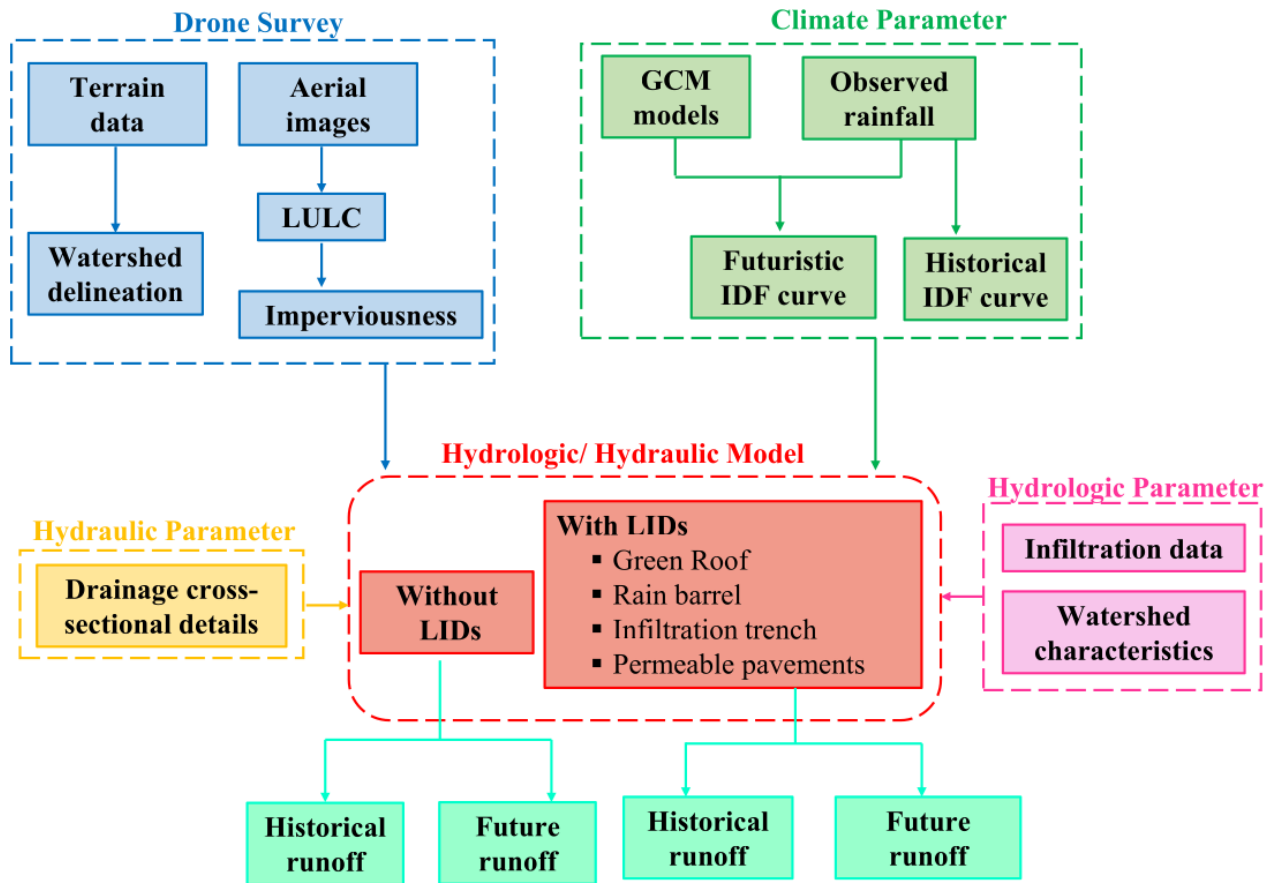 Drone Survey
Terrain
data
Aerial
images
LULC
Watershed
delineation
Imperviousness
Climate Parameter
GCM
models
Observed
rainfall
Futuristic
IDF curve
Historical
IDF curve
Hydrologic/ Hydraulic Model
Hydraulic Parameter
Drainage cross-
sectional details
Without
LIDs
With LIDs
▪ Green Roof
▪ Rain barrel
▪ Infiltration trench
▪ Permeable pavements
Hydrologic Parameter
Infiltration data
Watershed
characteristics
Historical
runoff
Future
runoff
Historical
runoff
Future
runoff